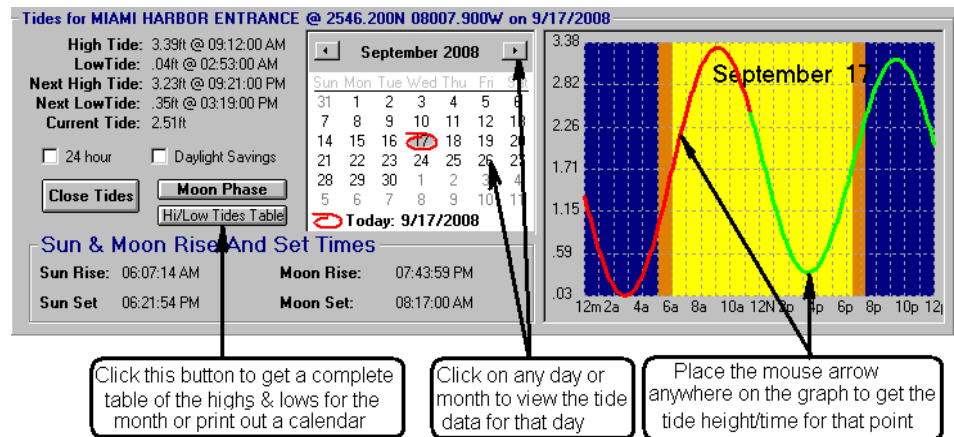 Tides for MIAMI HARBOR ENTRANCE @ 2546.200N 08007.900W on 9/17/2008
High Tide: 3.39ft @ 09:12:00 AM
LowTide: .04ft @ 02:53:00 AM
Next High Tide: 3.23ft @ 09:21:00 PM
Next LowTide: .35ft @ 03:19:00 PM
Current Tide: 2.51ft
24 hour Daylight Savings
Close Tides
Moon Phase
Hi/Low Tides Table
September 2008
Sun Mon Tue Wed Thu Fri Sat
31 1 2 3 4 5 6
7 8 9 10 11 12 13
14 15 16 17 18 19 20
21 22 23 24 25 26 27
28 29 30 1 2 3 4
5 6 7 8 9 10 11
Today: 9/17/2008
Sun & Moon Rise And Set Times
Sun Rise: 06:07:14 AM Moon Rise: 07:43:59 PM
Sun Set 06:21:54 PM Moon Set: 08:17:00 AM
September 17
3.38
2.82
2.26
1.71
1.15
.59
.03
12m 2a 4a 6a 8a 10a 12N 2p 4p 6p 8p 10p 12
Click this button to get a complete
table of the highs & lows for the
month or print out a calendar
Click on any day or
month to view the tide
data for that day
Place the mouse arrow
anywhere on the graph to get the
tide height/time for that point